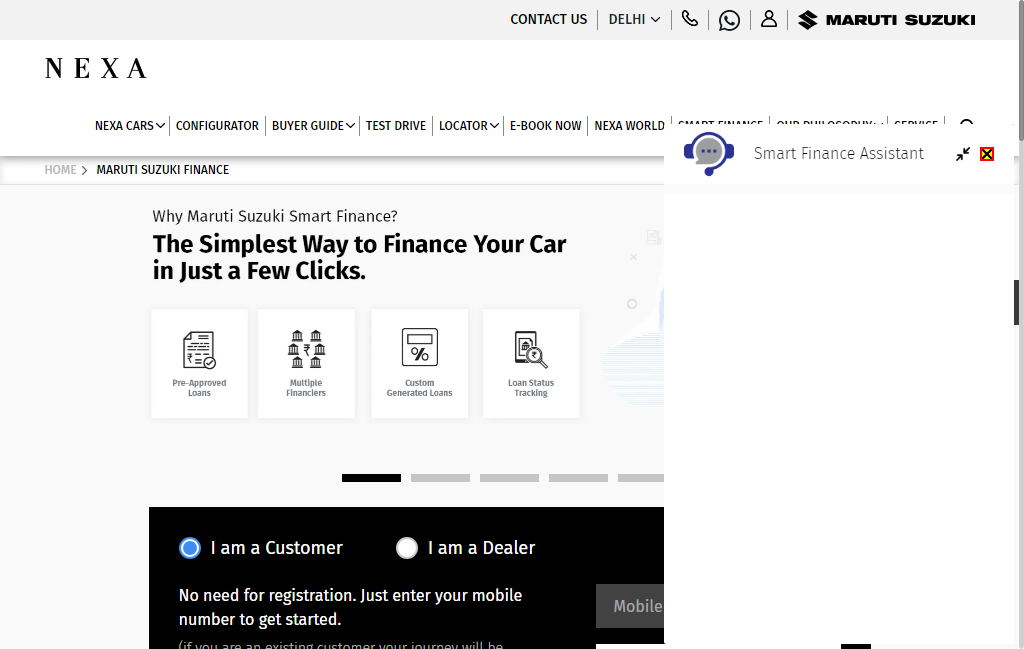 CONTACT US
DELHI
MARUTI SUZUKI
NEXA
NEXA CARS
CONFIGURATOR
BUYER GUIDE
TEST DRIVE
LOCATOR
E-BOOK NOW
NEXA WORLD
SMART FINANCE
OUR PHILOSOPHY
SERVICE
HOME
MARUTI SUZUKI FINANCE
Smart Finance Assistant
Why Maruti Suzuki Smart Finance?
The Simplest Way to Finance Your Car
in Just a Few Clicks.
Pre-Approved
Loans
Multiple
Financiers
Custom
Generated Loans
Loan Status
Tracking
I am a Customer
I am a Dealer
No need for registration. Just enter your mobile
number to get started.
Mobile
(if you are an existing customer your journey will be